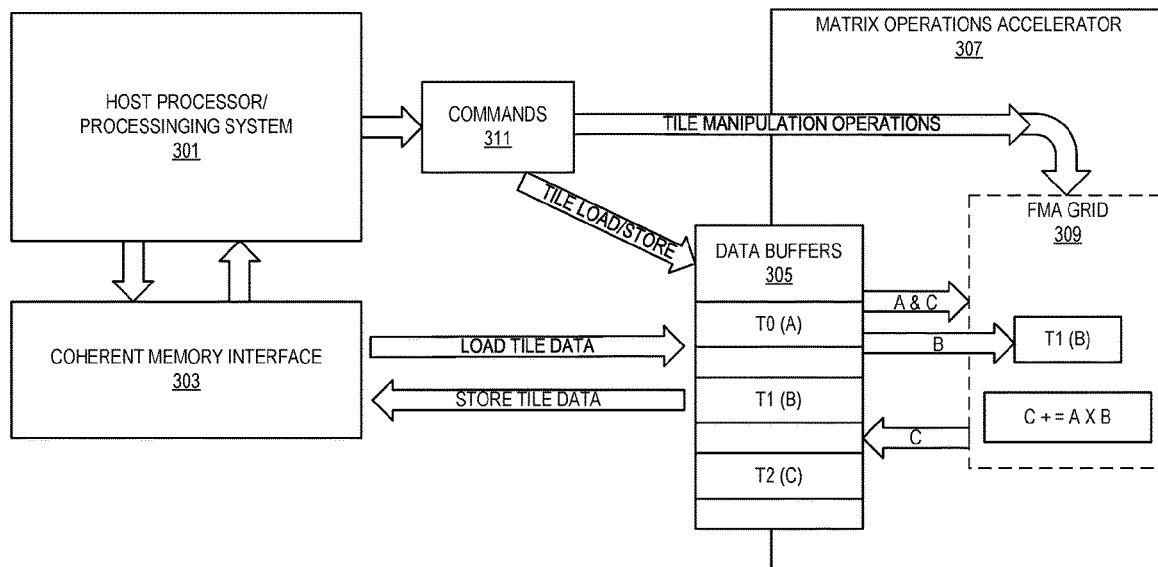 MATRIX OPERATIONS ACCELERATOR
307
HOST PROCESSOR/
PROCESSINGING SYSTEM
301
COMMANDS
311
TILE MANIPULATION OPERATIONS
TILE LOAD/STORE
FMA GRID
309
DATA BUFFERS
305
A & C
T0 (A)
B
T1 (B)
COHERENT MEMORY INTERFACE
303
LOAD TILE DATA
STORE TILE DATA
T1 (B)
C
C + = A X B
T2 (C)